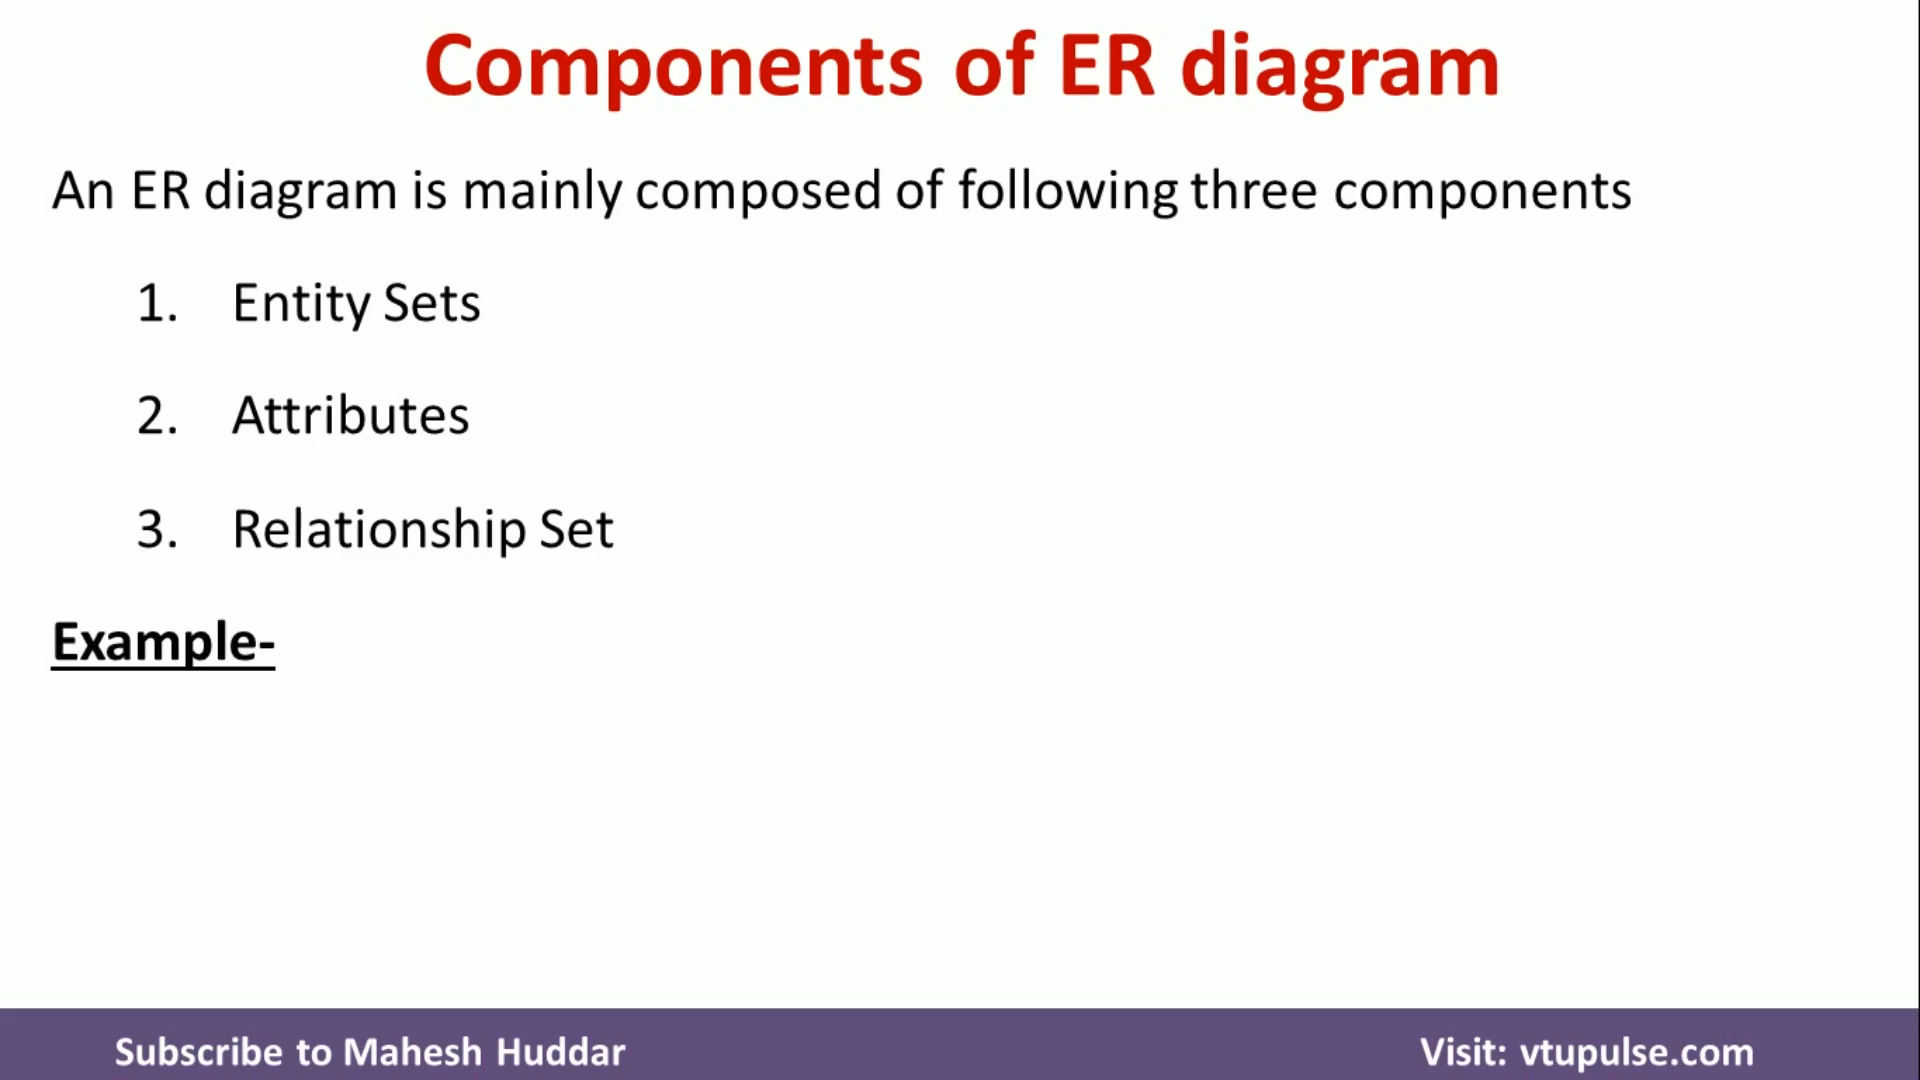 Components of ER diagram
An ER diagram is mainly composed of following three components
1. Entity Sets
2. Attributes
3. Relationship Set
Example-
Subscribe to Mahesh Huddar
Visit: vtupulse.com